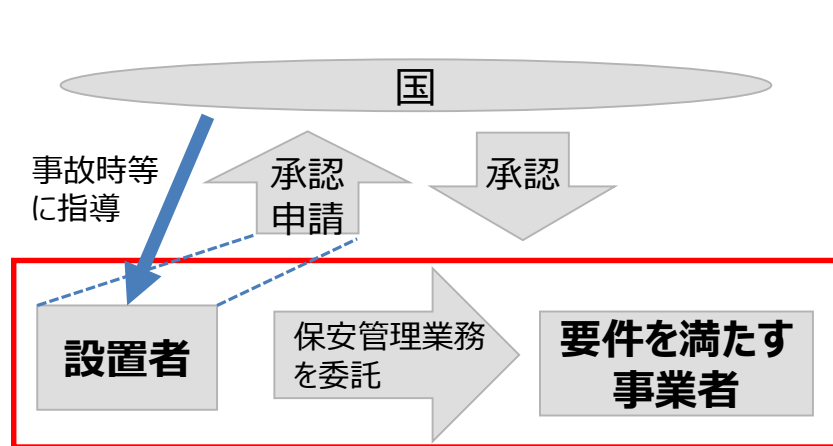 国
事故時等
に指導
承認
申請
承認
設置者
保安管理業務
を委託
要件を満たす
事業者